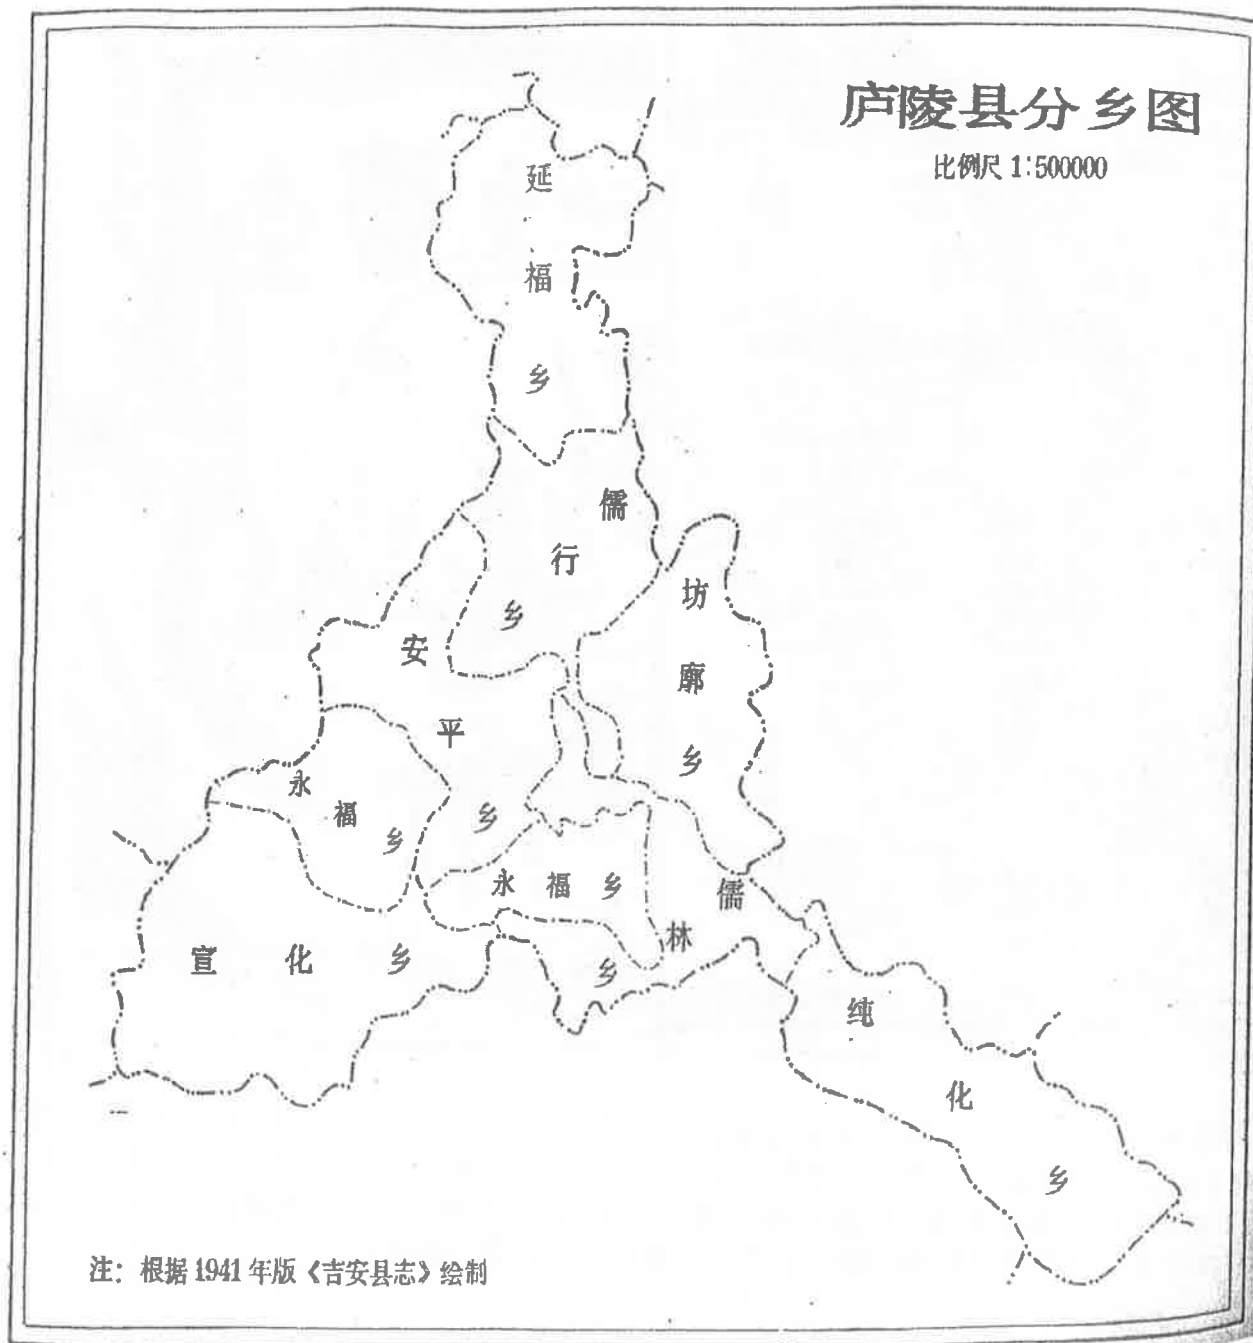 庐陵县分乡图
比例尺 1:500000
延福乡
儒行乡
坊廓乡
安平乡
永福乡
永福乡
儒林乡
宣化乡
纯化乡
注：根据 1941 年版《吉安县志》绘制